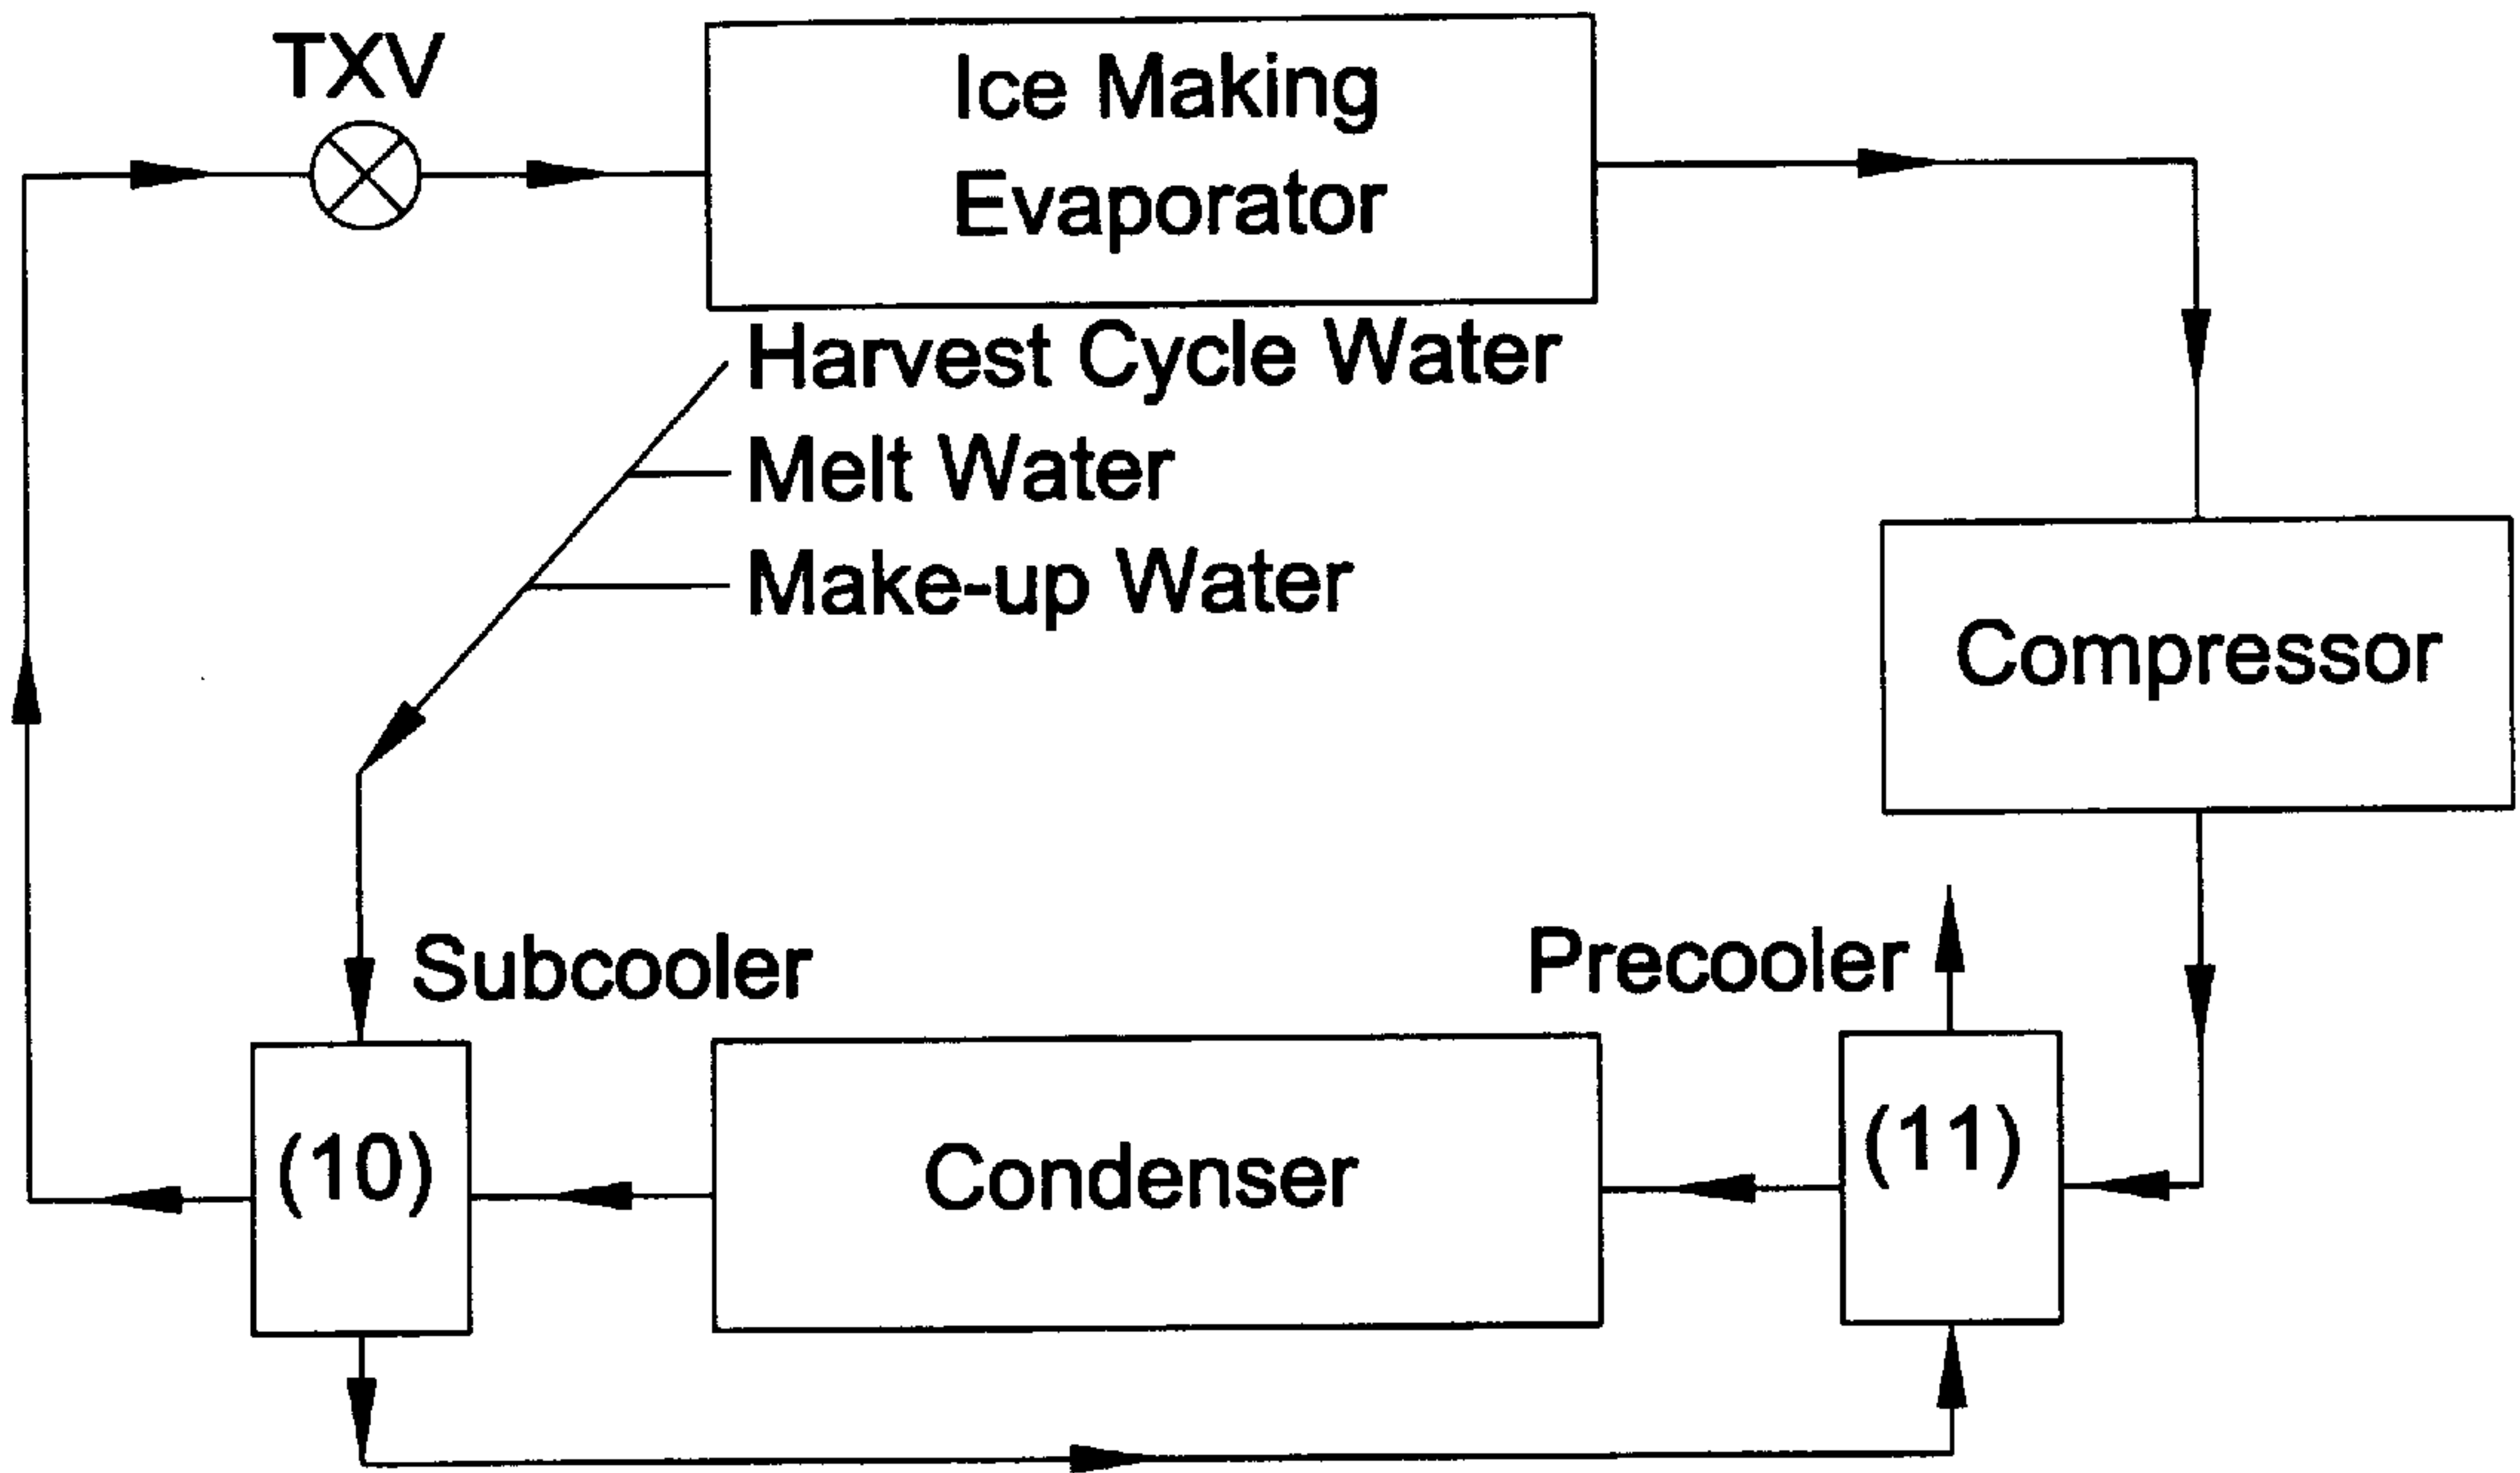 TXV
Ice Making
Evaporator
Harvest Cycle Water
Melt Water
Make-up Water
Compressor
Subcooler
Precooler
(10)
Condenser
(11)